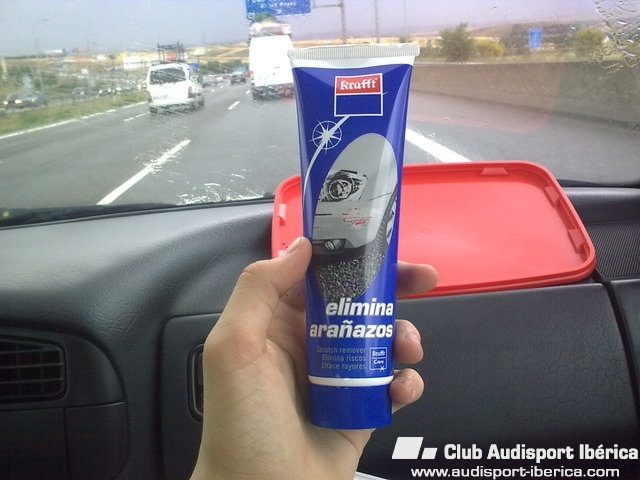 Krafft
elimina
arañazos
Scratch remover
Elimina riscos
Efface rayures
Krafft
Care
Club Audisport Ibérica
www.audisport-iberica.com